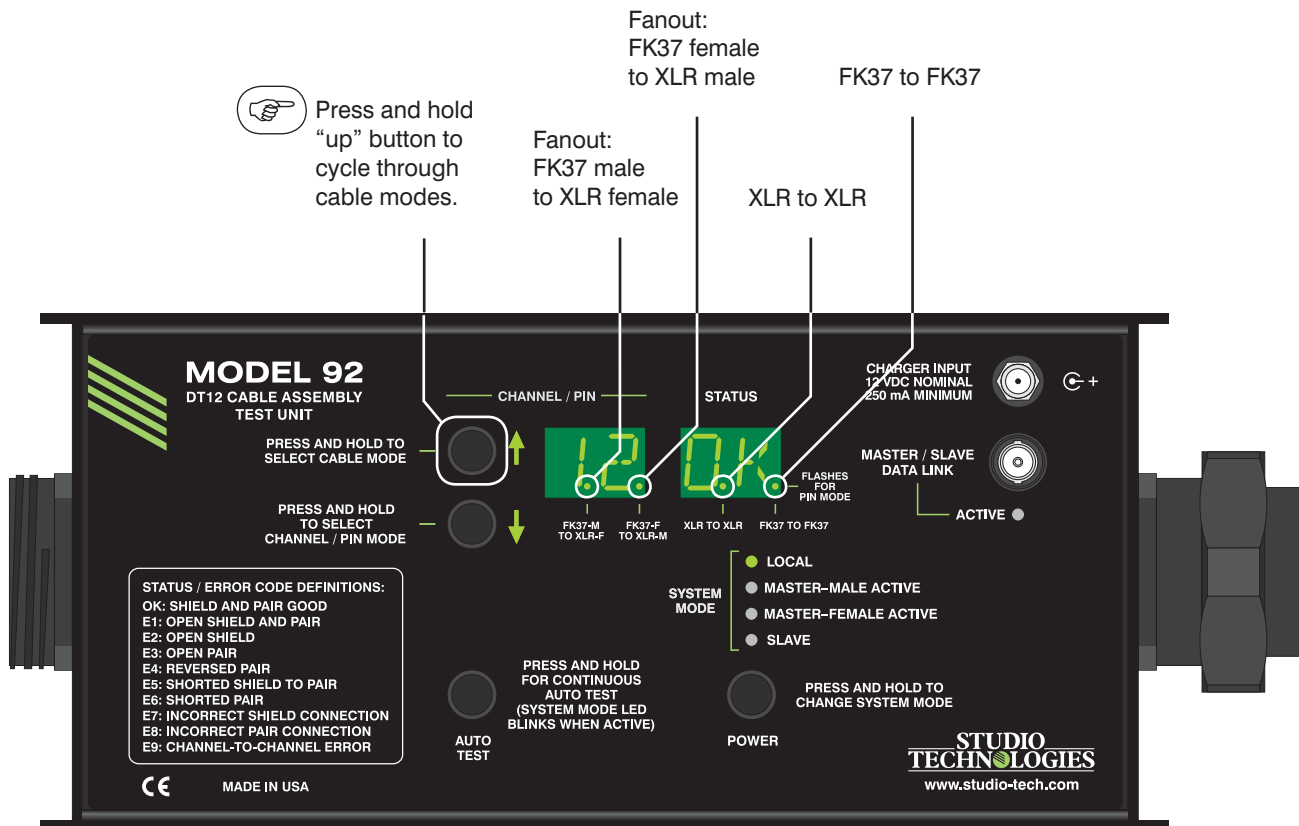 Fanout:
FK37 female
to XLR male
FK37 to FK37
Press and hold
“up” button to
cycle through
cable modes.
Fanout:
FK37 male
to XLR female
XLR to XLR
MODEL 92
DT12 CABLE ASSEMBLY
TEST UNIT
CHANNEL / PIN
STATUS
CHARGER INPUT
12 VDC NOMINAL
250 mA MINIMUM
+
PRESS AND HOLD TO
SELECT CABLE MODE
12
OK
FLASHES
FOR
PIN MODE
MASTER / SLAVE
DATA LINK
ACTIVE
PRESS AND HOLD
TO SELECT
CHANNEL / PIN MODE
FK37-M
TO XLR-F
FK37-F
TO XLR-M
XLR TO XLR
FK37 TO FK37
SYSTEM
MODE
LOCAL
MASTER–MALE ACTIVE
MASTER–FEMALE ACTIVE
SLAVE
STATUS / ERROR CODE DEFINITIONS:
OK: SHIELD AND PAIR GOOD
E1: OPEN SHIELD AND PAIR
E2: OPEN SHIELD
E3: OPEN PAIR
E4: REVERSED PAIR
E5: SHORTED SHIELD TO PAIR
E6: SHORTED PAIR
E7: INCORRECT SHIELD CONNECTION
E8: INCORRECT PAIR CONNECTION
E9: CHANNEL-TO-CHANNEL ERROR
PRESS AND HOLD
FOR CONTINUOUS
AUTO TEST
(SYSTEM MODE LED
BLINKS WHEN ACTIVE)
AUTO
TEST
POWER
PRESS AND HOLD TO
CHANGE SYSTEM MODE
CE
MADE IN USA
STUDIO
TECHNOLOGIES
www.studio-tech.com